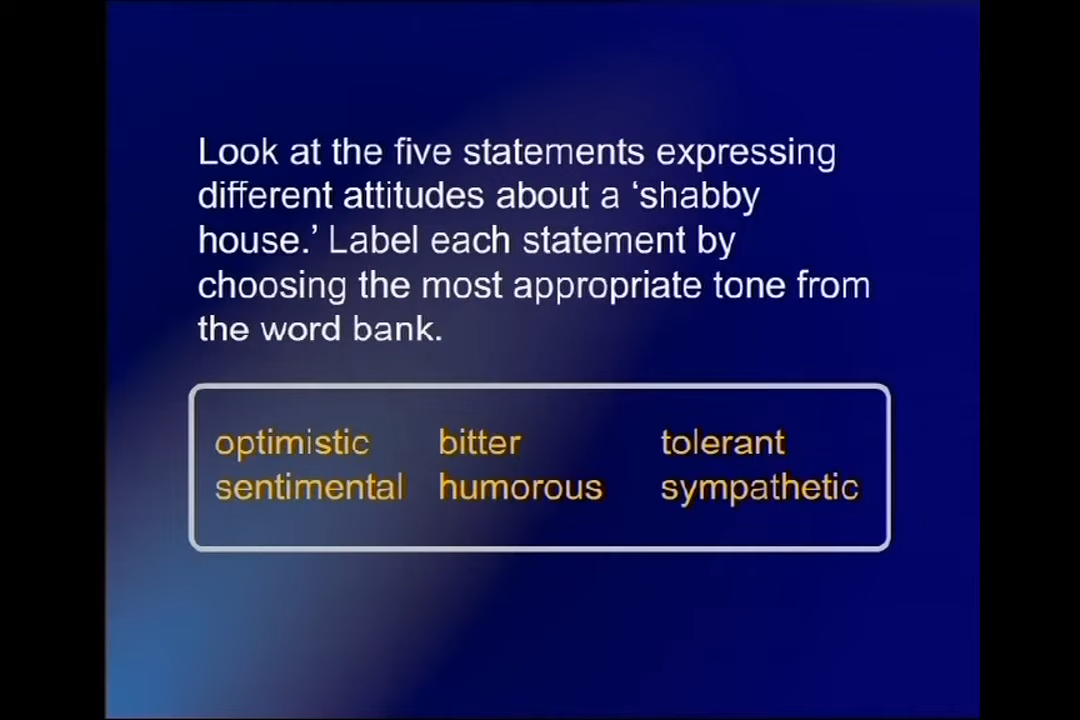 Look at the five statements expressing
different attitudes about a ‘shabby
house.’ Label each statement by
choosing the most appropriate tone from
the word bank.
optimistic bitter tolerant
sentimental humorous sympathetic